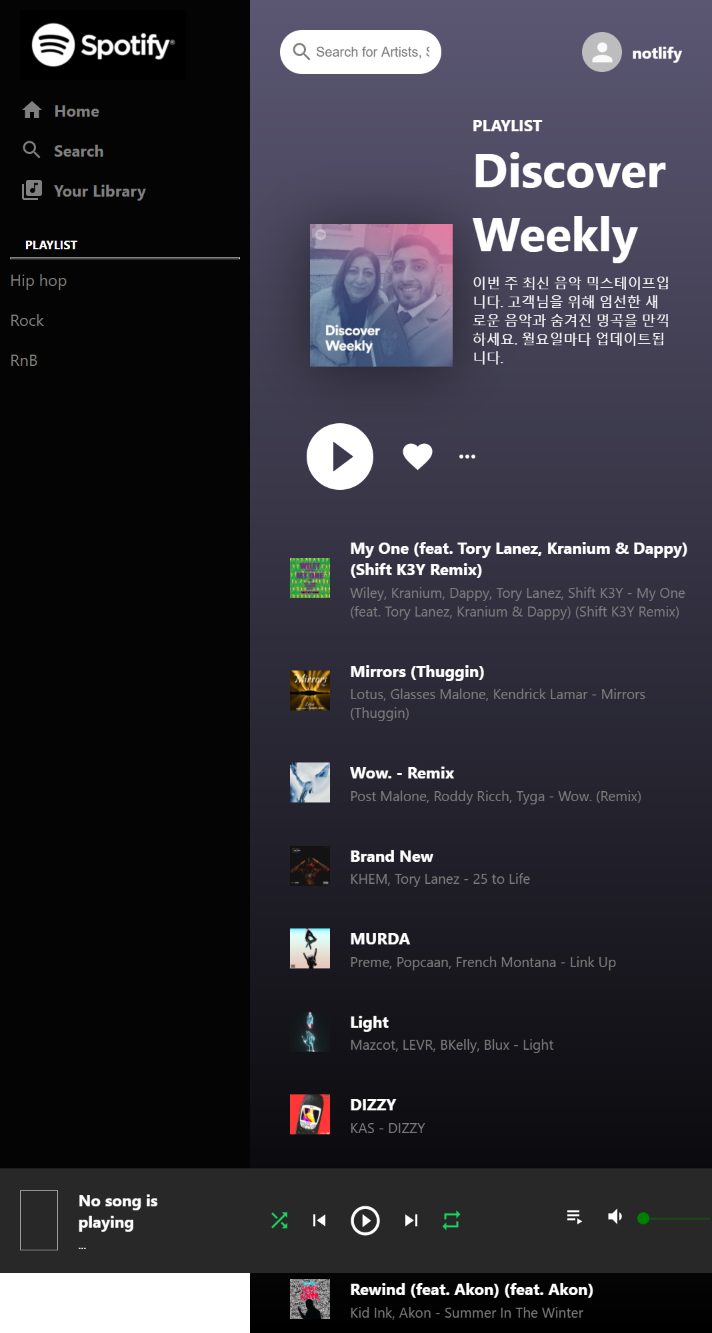 Spotify
Home
Search
Your Library
PLAYLIST
Hip hop
Rock
RnB
Search for Artists, S
notlify
PLAYLIST
Discover
Weekly
이번 주 최신 음악 믹스테이프입
니다. 고객님을 위해 엄선한 새
로운 음악과 숨겨진 명곡을 만끽
하세요. 월요일마다 업데이트됩
니다.
Discover
Weekly
My One (feat. Tory Lanez, Kranium & Dappy)
(Shift K3Y Remix)
Wiley, Kranium, Dappy, Tory Lanez, Shift K3Y - My One
(feat. Tory Lanez, Kranium & Dappy) (Shift K3Y Remix)
Mirrors
Mirrors (Thuggin)
Lotus, Glasses Malone, Kendrick Lamar - Mirrors
(Thuggin)
Wow. - Remix
Post Malone, Roddy Ricch, Tyga - Wow. (Remix)
Brand New
KHEM, Tory Lanez - 25 to Life
MURDA
Preme, Popcaan, French Montana - Link Up
Light
Mazcot, LEVR, BKelly, Blux - Light
DIZZY
KAS - DIZZY
No song is
playing
...
Rewind (feat. Akon) (feat. Akon)
Kid Ink, Akon - Summer In The Winter